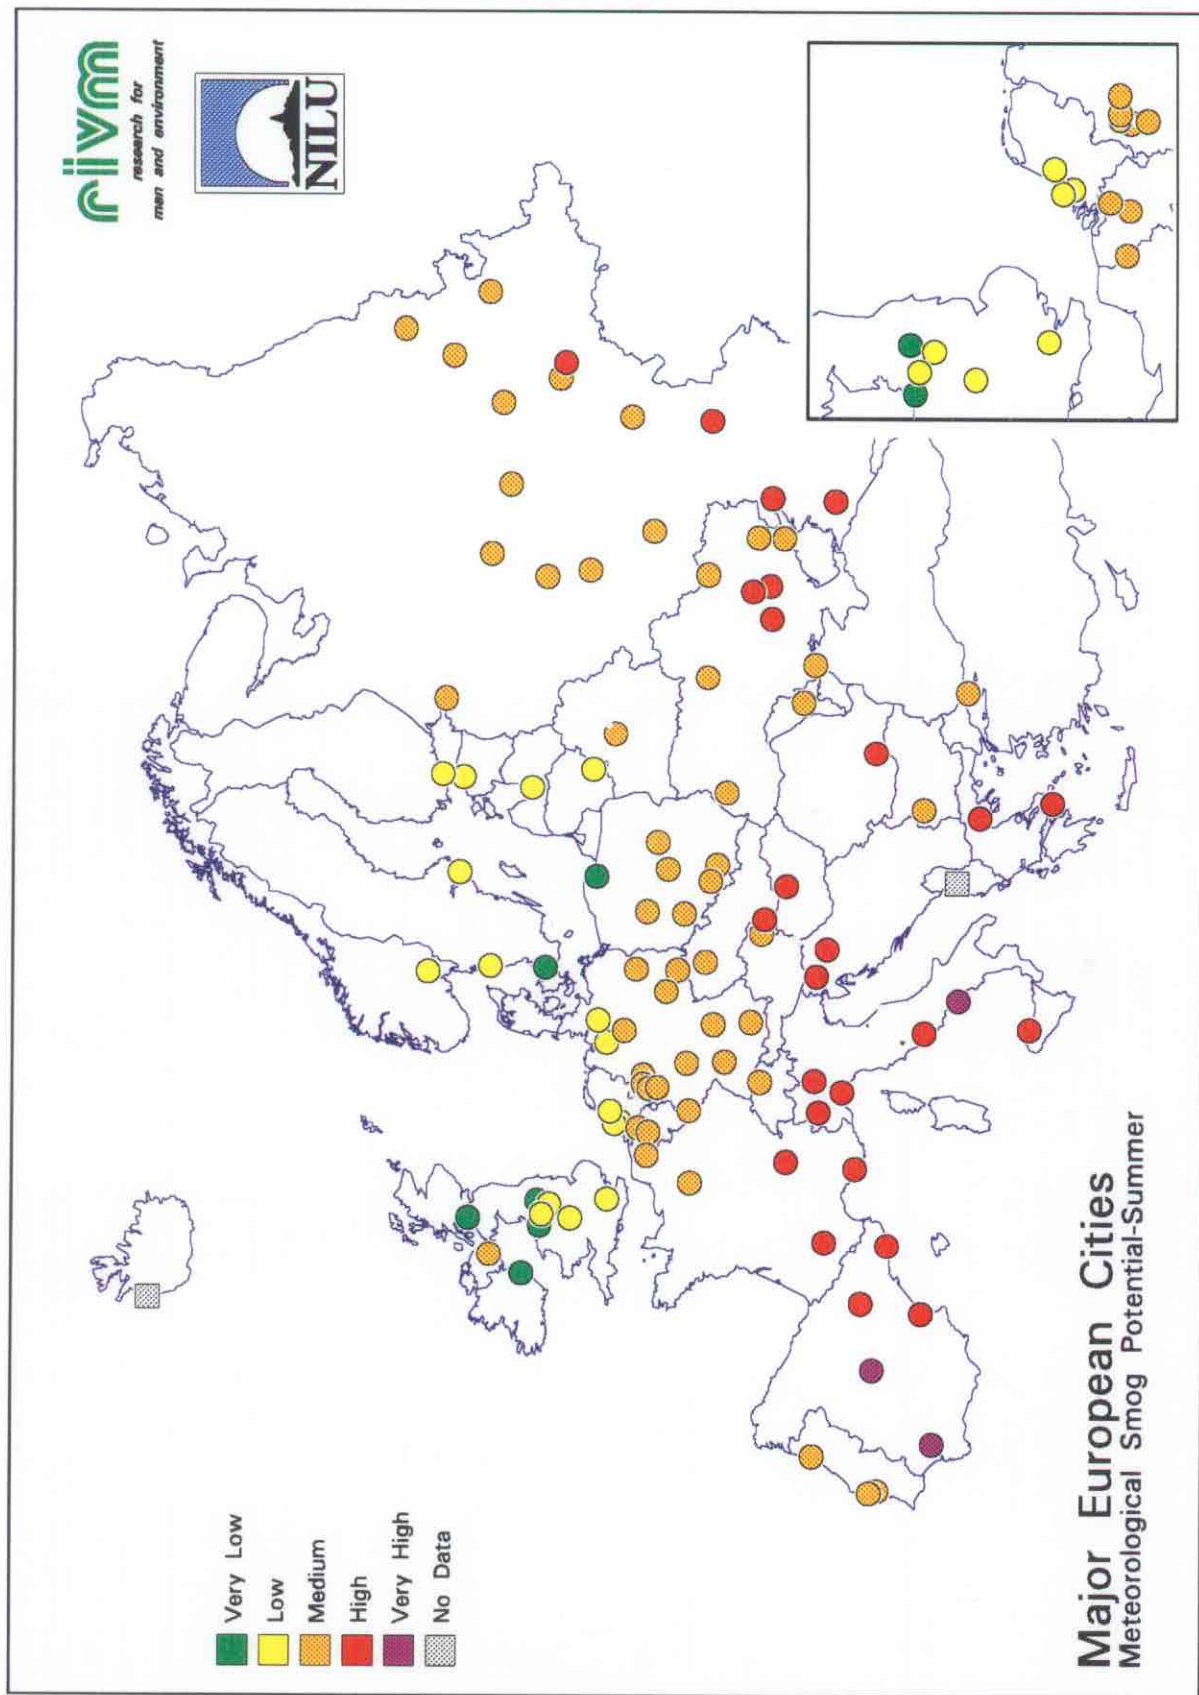 riivm
research for
man and environment
NILU
Very Low
Low
Medium
High
Very High
No Data
Major European Cities
Meteorological Smog Potential-Summer